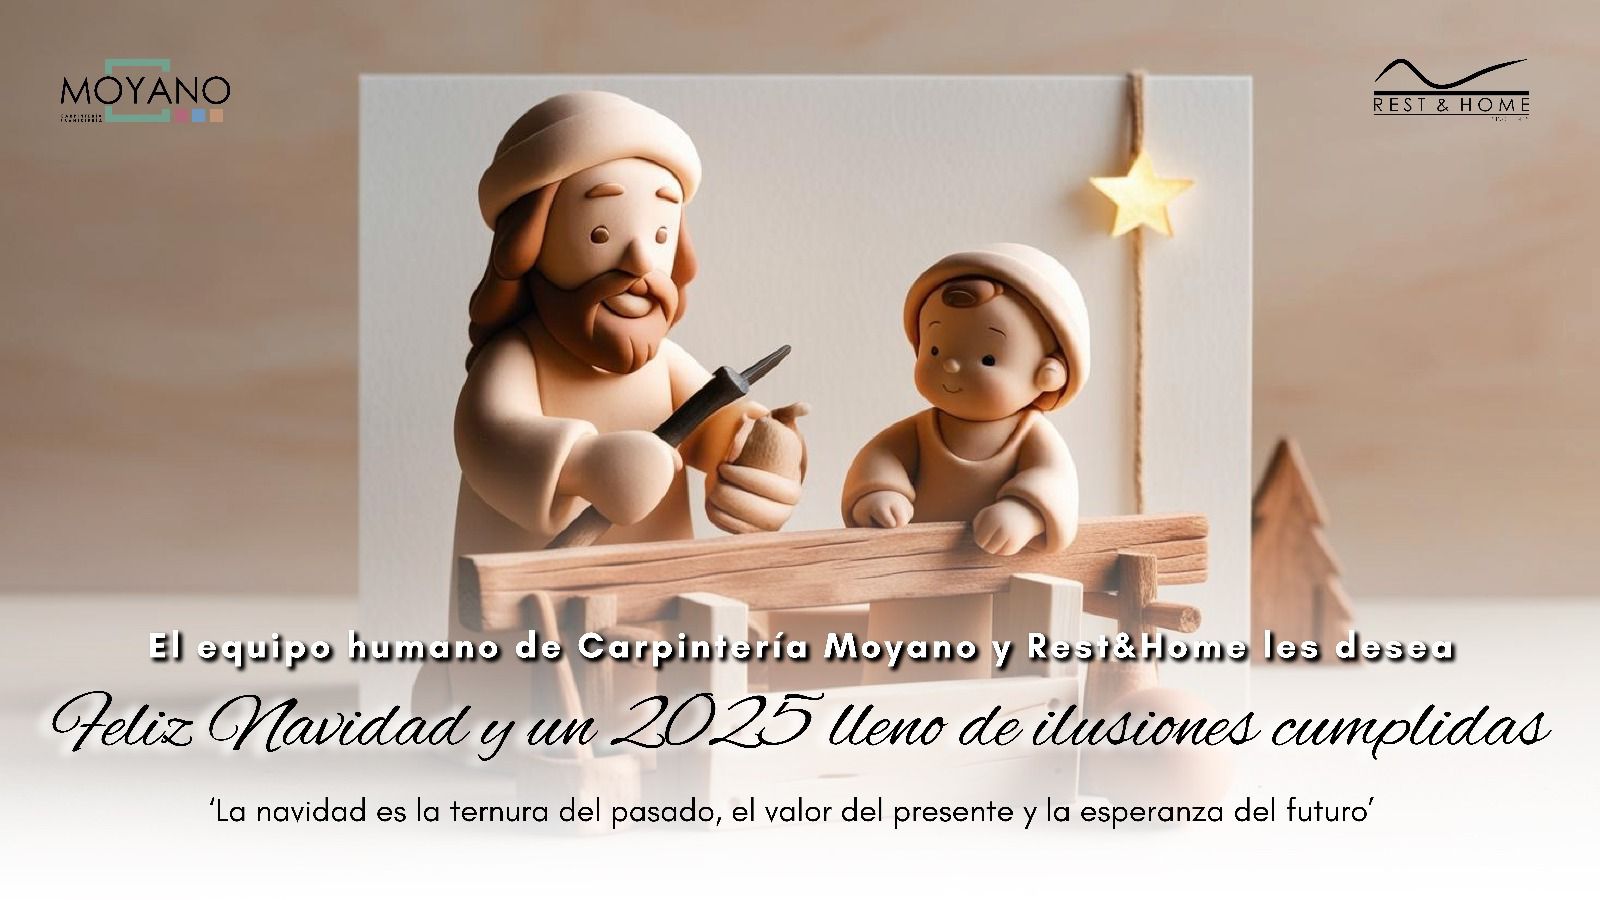 MOYANO
CARPINTERÍA
REST & HOME
El equipo humano de Carpintería Moyano y Rest&Home les desea
Feliz Navidad y un 2025 lleno de ilusiones cumplidas
‘La navidad es la ternura del pasado, el valor del presente y la esperanza del futuro’